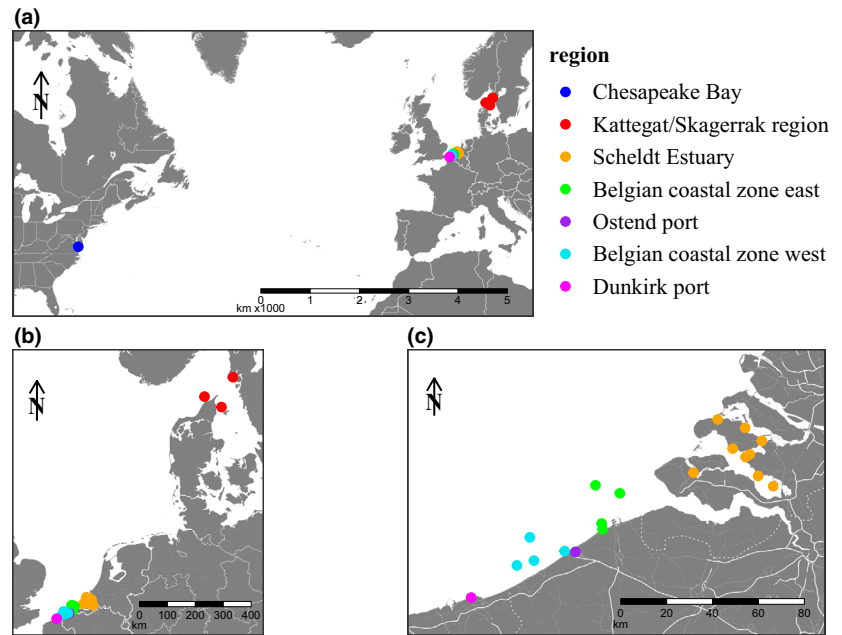 (a)
N
0 1 2 3 4 5
km x1000
region
Chesapeake Bay
Kattegat/Skagerrak region
Scheldt Estuary
Belgian coastal zone east
Ostend port
Belgian coastal zone west
Dunkirk port
(b)
N
0 100 200 300 400
km
(c)
N
0 20 40 60 80
km